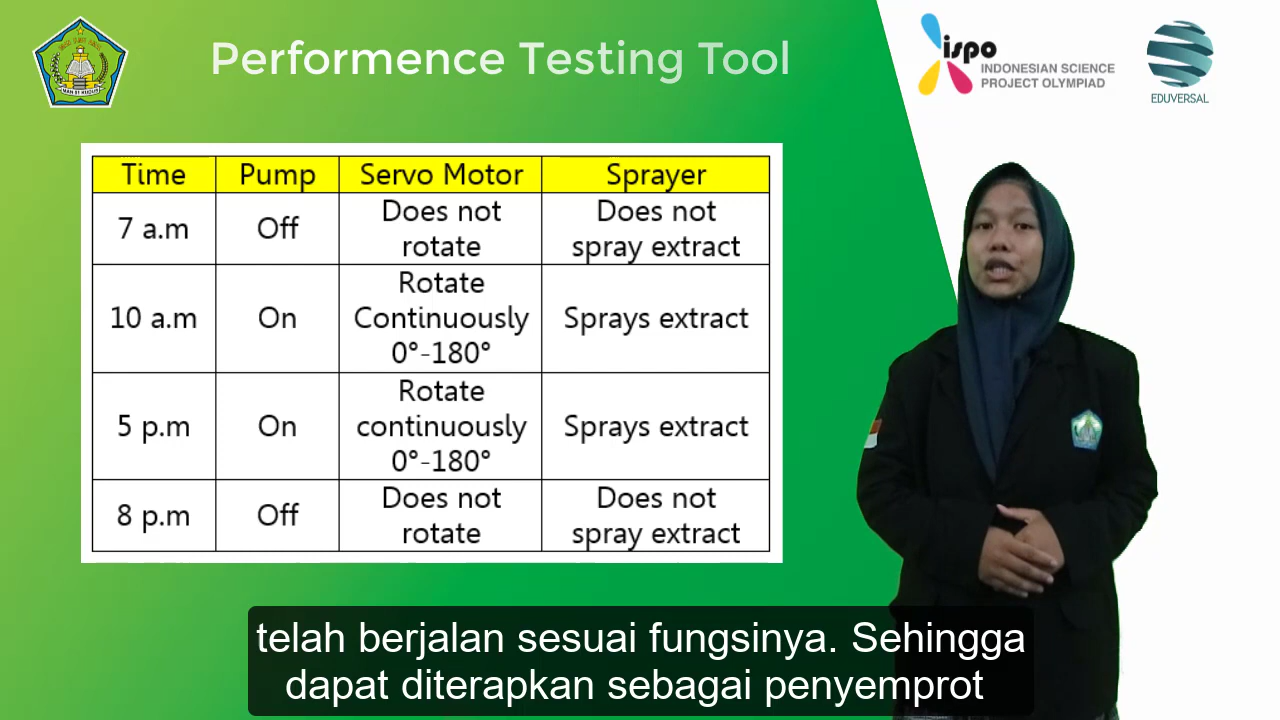 Performence Testing Tool
ispo
INDONESIAN SCIENCE
PROJECT OLYMPIAD
EDUVERSAL
Time Pump Servo Motor Sprayer
7 a.m Off Does not rotate Does not spray extract
10 a.m On Rotate Continuously 0°-180° Sprays extract
5 p.m On Rotate continuously 0°-180° Sprays extract
8 p.m Off Does not rotate Does not spray extract
telah berjalan sesuai fungsinya. Sehingga
dapat diterapkan sebagai penyemprot